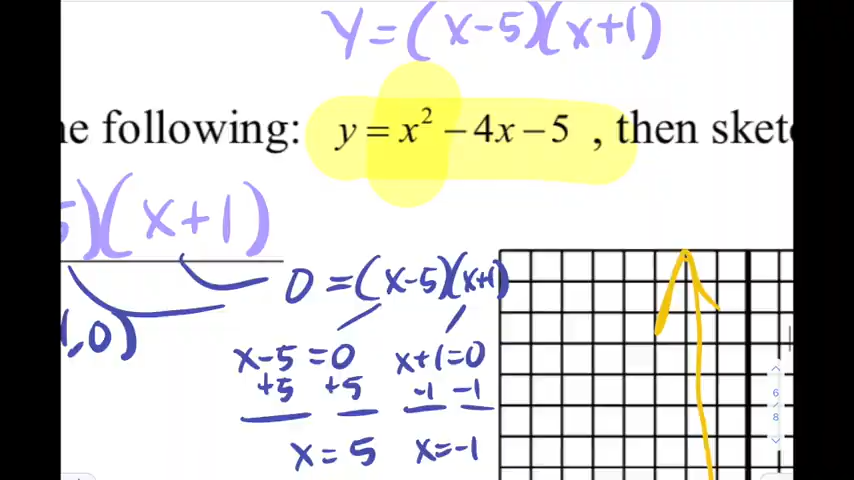 y=(x-5)(x+1)
he following: y = x² − 4x − 5 , then sket
5)(x+1)
0=(x-5)(x+1)
1,0)
x-5=0 x+1=0
+5 +5 -1 -1
x=5 x=-1
6
8